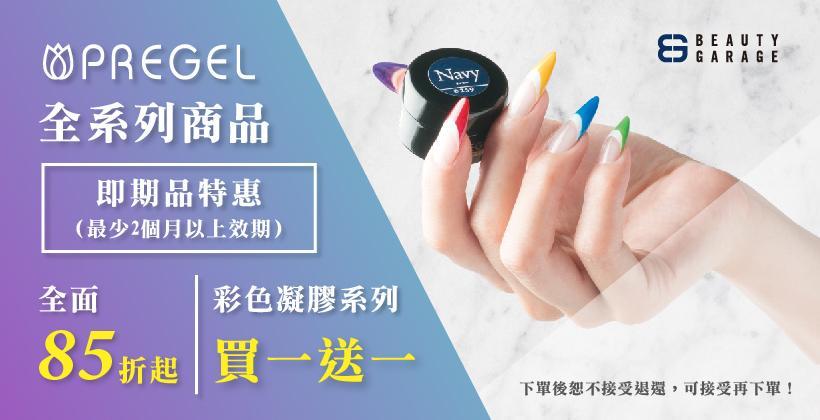 PREGEL
全系列商品
即期品特惠
（最少2個月以上效期）
全面
85折起
彩色凝膠系列
買一送一
Navy
BEAUTY
GARAGE
下單後恕不接受退還，可接受再下單！